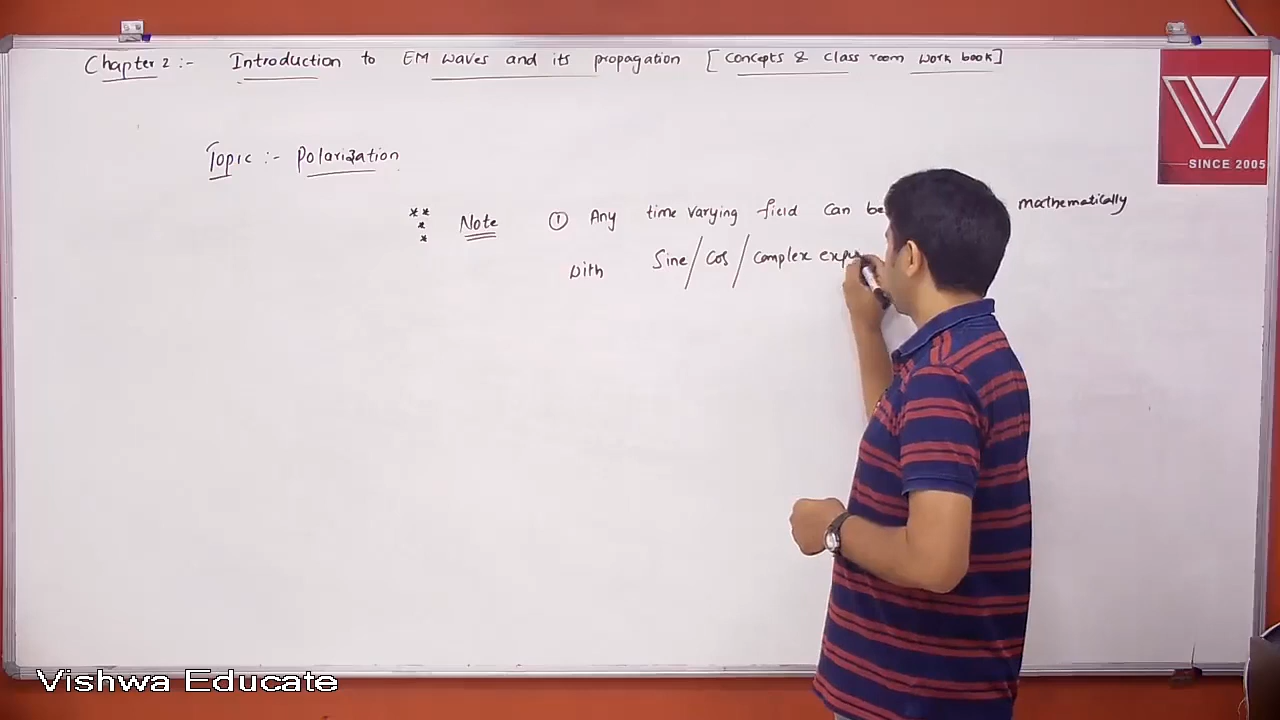 Chapter 2 :- Introduction to EM waves and its propagation [Concepts & Class room Work book]
SINCE 2005
Topic :- Polarization
Note ① Any time varying field can be mathematically
With Sine/Cos/Complex exp
Vishwa Educate